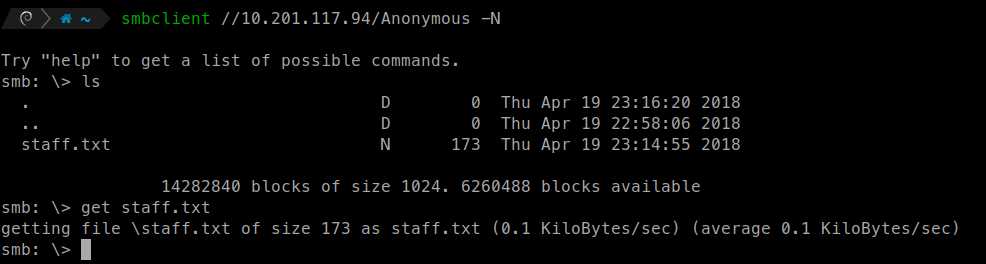 ~ smbclient //10.201.117.94/Anonymous -N
Try "help" to get a list of possible commands.
smb: \> ls
. D 0 Thu Apr 19 23:16:20 2018
.. D 0 Thu Apr 19 22:58:06 2018
staff.txt N 173 Thu Apr 19 23:14:55 2018
14282840 blocks of size 1024. 6260488 blocks available
smb: \> get staff.txt
getting file \staff.txt of size 173 as staff.txt (0.1 KiloBytes/sec) (average 0.1 KiloBytes/sec)
smb: \>